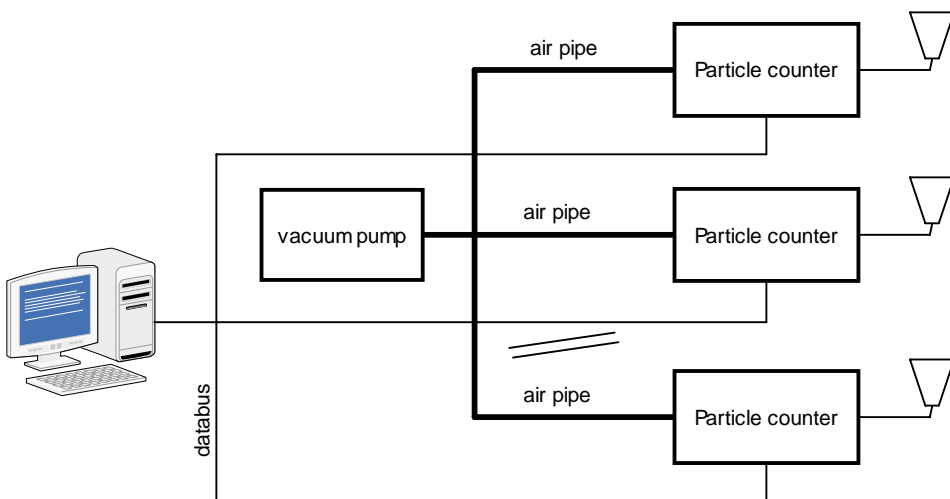 air pipe
Particle counter
vacuum pump
air pipe
Particle counter
air pipe
Particle counter
databus